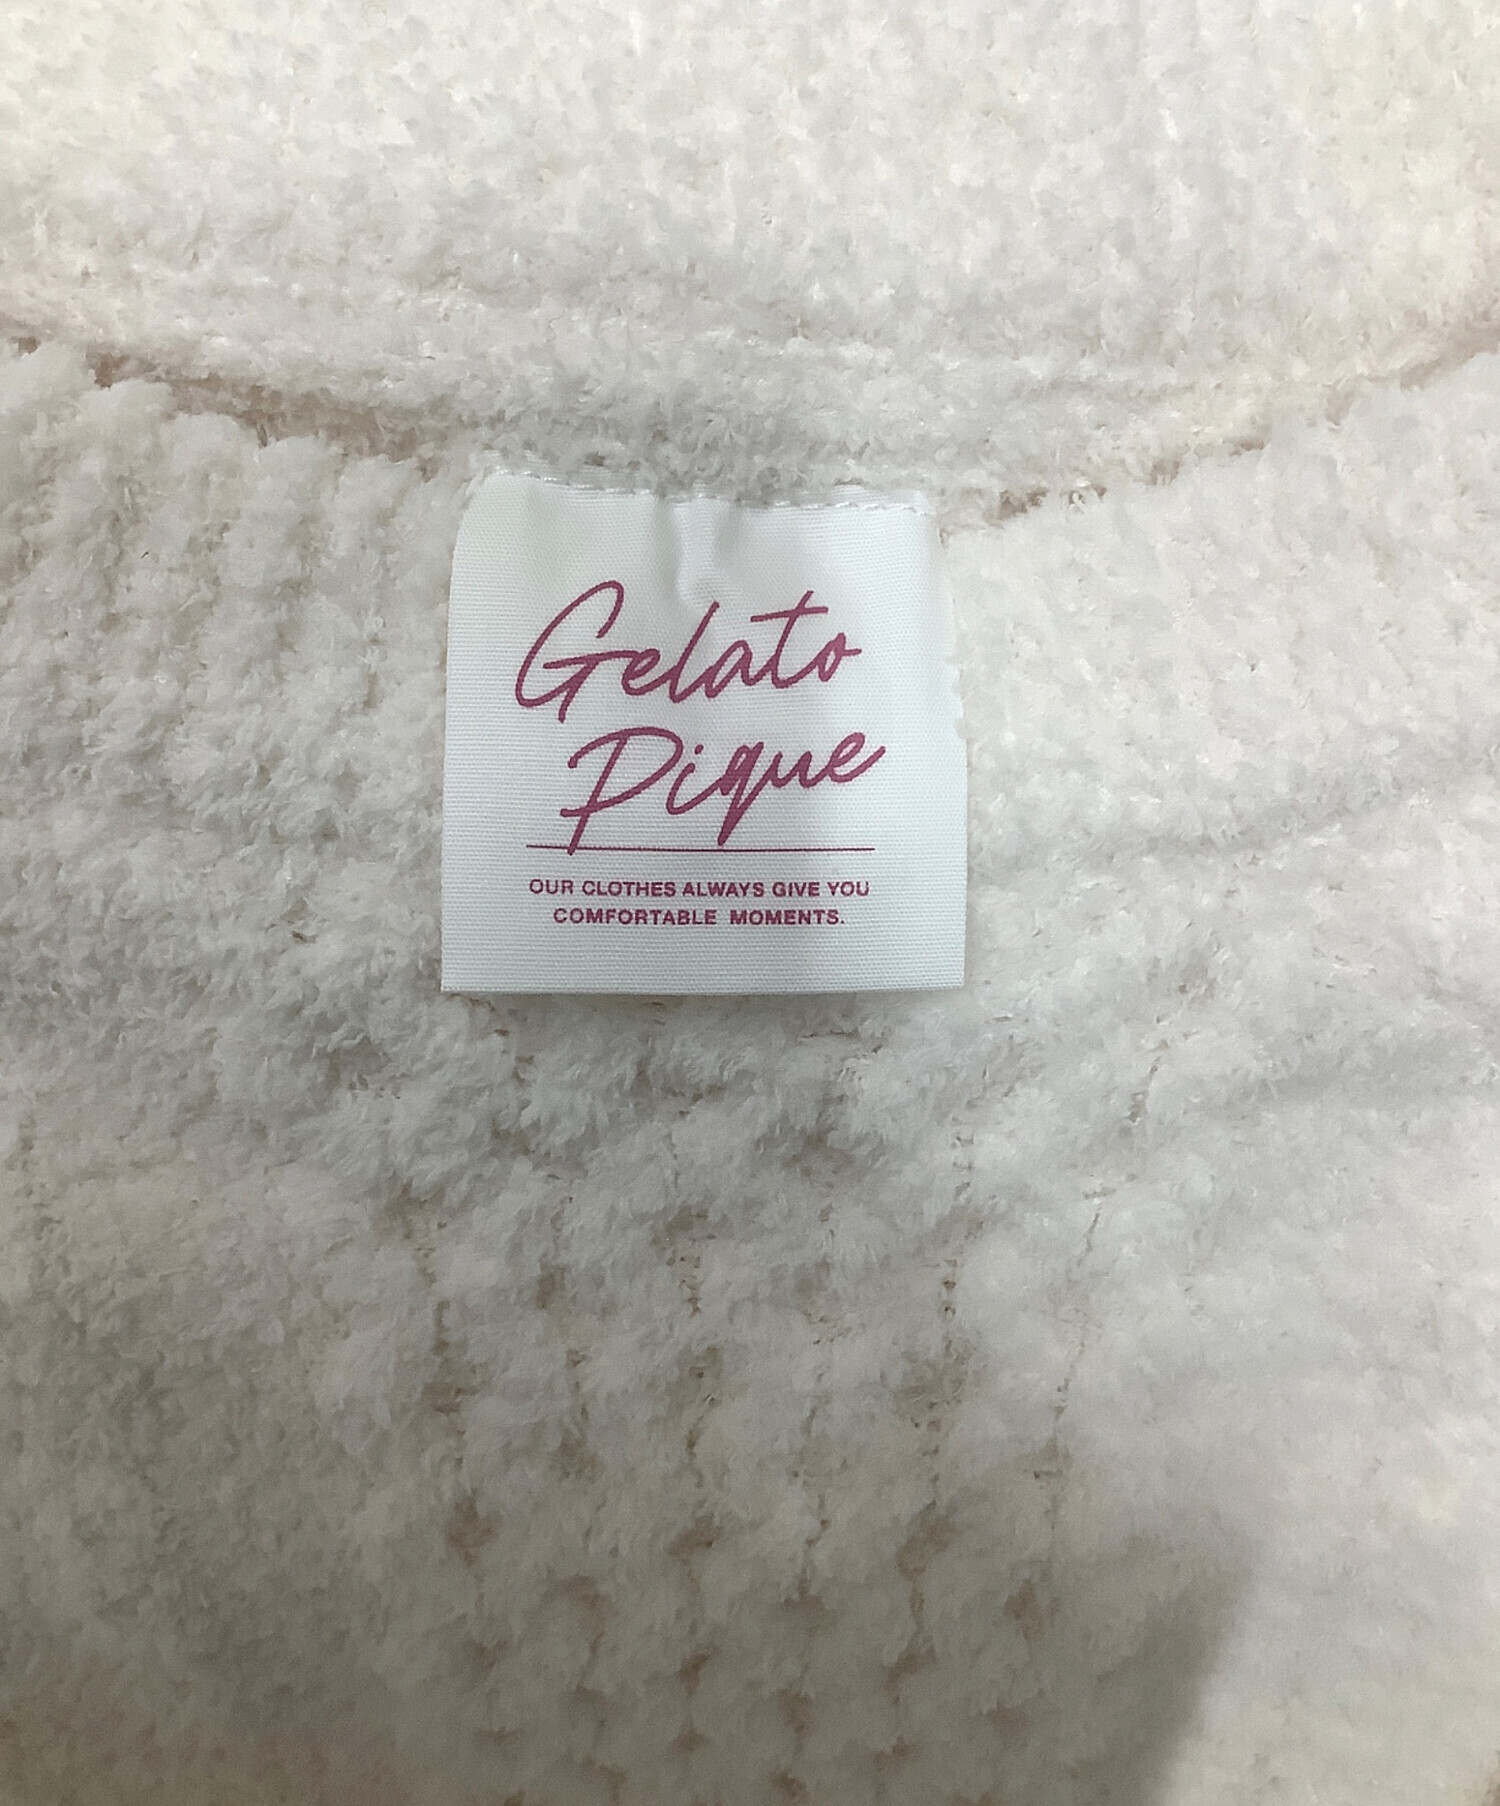 Gelato
Pique
OUR CLOTHES ALWAYS GIVE YOU
COMFORTABLE MOMENTS.